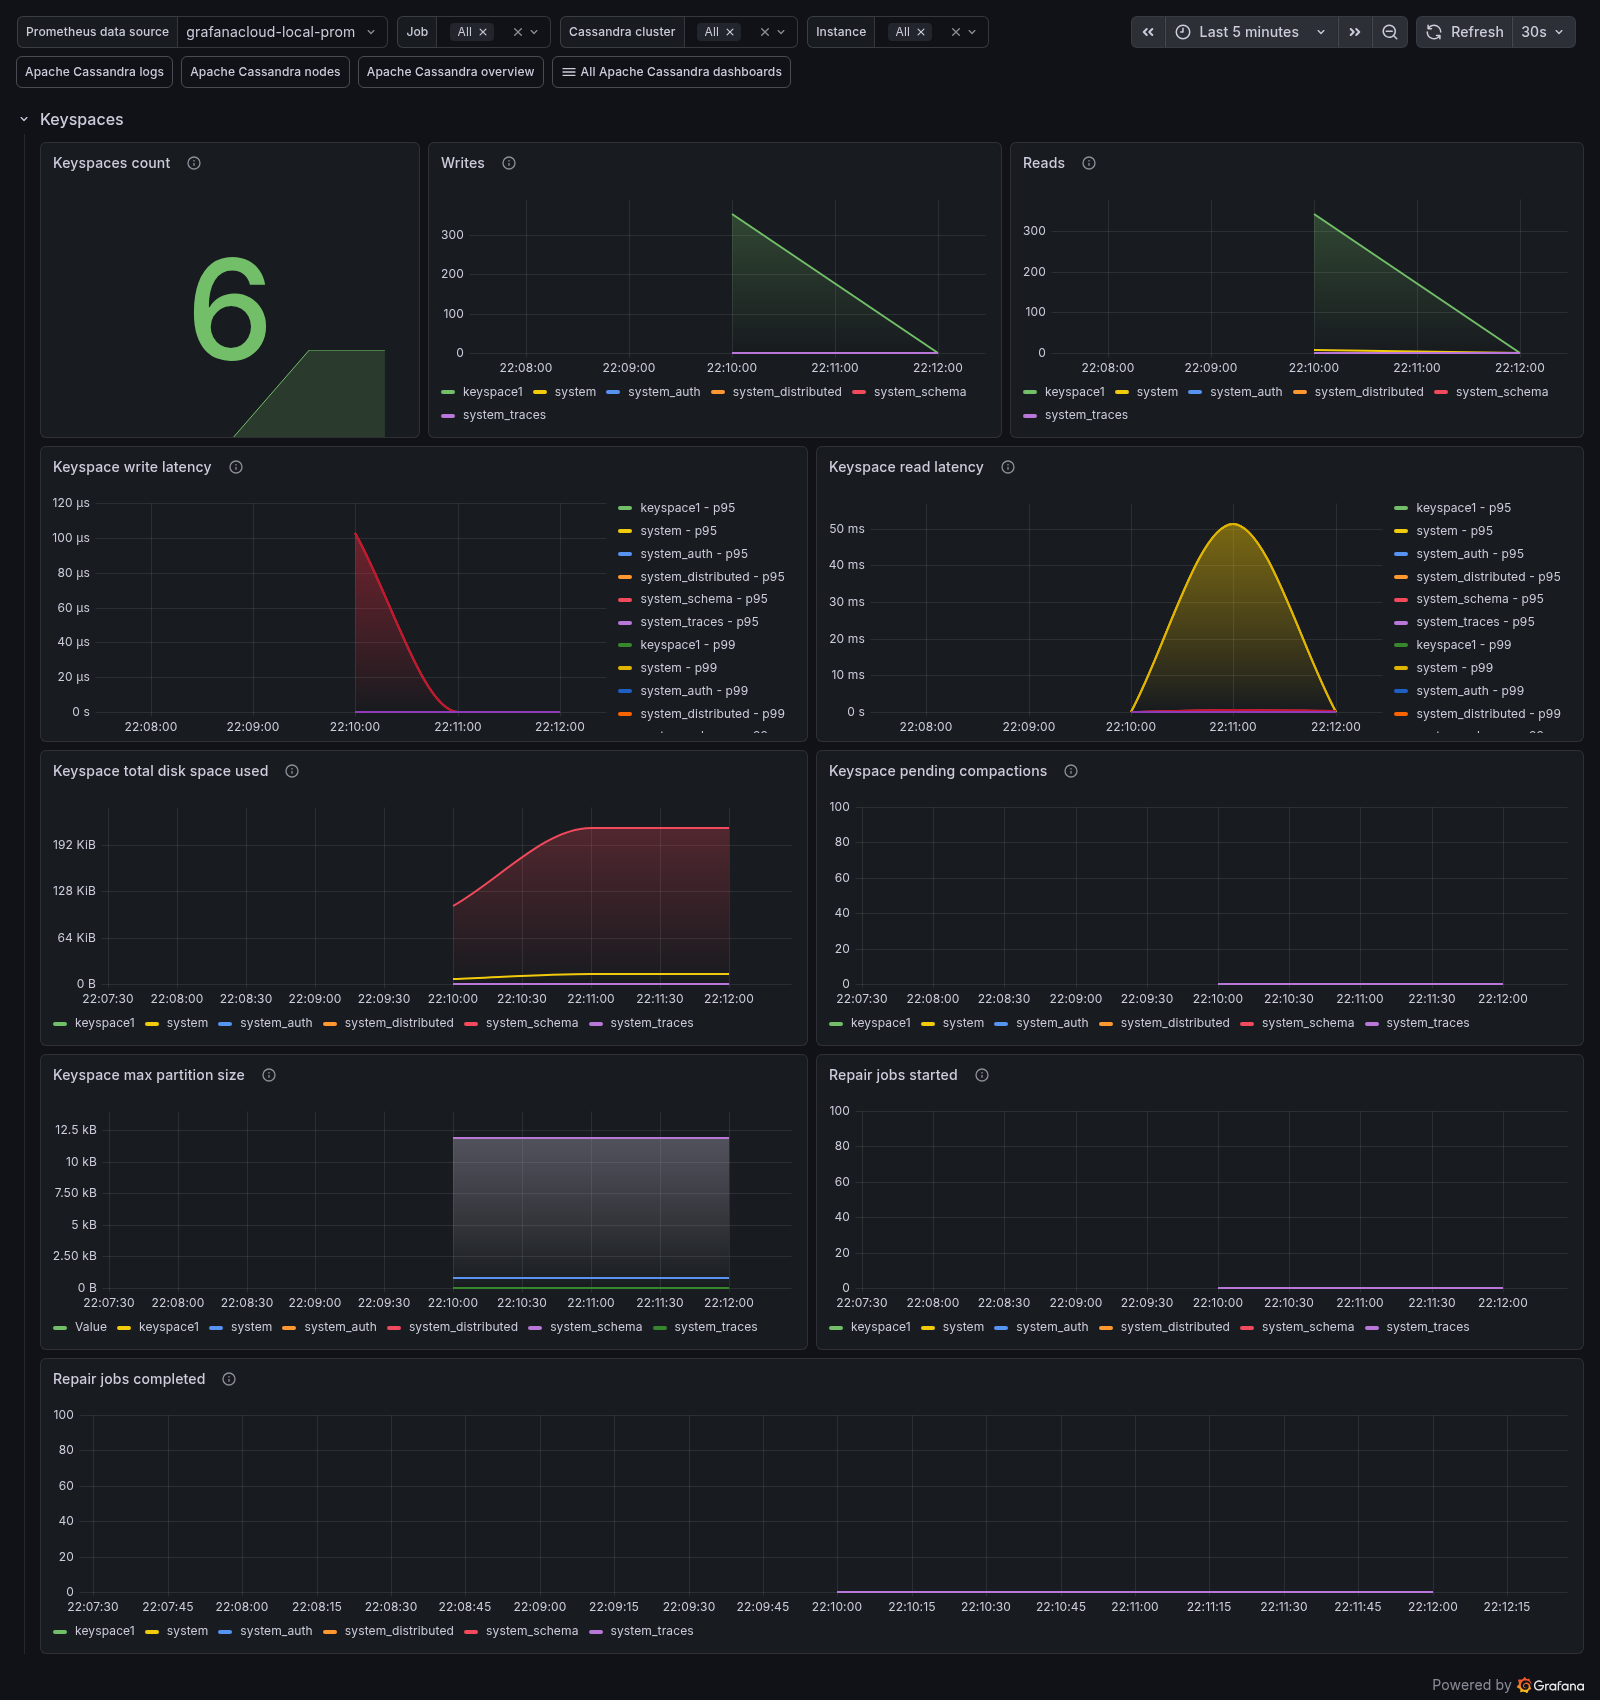 Prometheus data source grafanacloud-local-prom Job All Cassandra cluster All Instance All Last 5 minutes Refresh 30s
Apache Cassandra logs Apache Cassandra nodes Apache Cassandra overview All Apache Cassandra dashboards
Keyspaces
Keyspaces count
6
Writes
300
200
100
0
22:08:00 22:09:00 22:10:00 22:11:00 22:12:00
keyspace1 system system_auth system_distributed system_schema
system_traces
Reads
300
200
100
0
22:08:00 22:09:00 22:10:00 22:11:00 22:12:00
keyspace1 system system_auth system_distributed system_schema
system_traces
Keyspace write latency
120 µs
100 µs
80 µs
60 µs
40 µs
20 µs
0 s
22:08:00 22:09:00 22:10:00 22:11:00 22:12:00
keyspace1 - p95
system - p95
system_auth - p95
system_distributed - p95
system_schema - p95
system_traces - p95
keyspace1 - p99
system - p99
system_auth - p99
system_distributed - p99
Keyspace read latency
50 ms
40 ms
30 ms
20 ms
10 ms
0 s
22:08:00 22:09:00 22:10:00 22:11:00 22:12:00
keyspace1 - p95
system - p95
system_auth - p95
system_distributed - p95
system_schema - p95
system_traces - p95
keyspace1 - p99
system - p99
system_auth - p99
system_distributed - p99
Keyspace total disk space used
192 KiB
128 KiB
64 KiB
0 B
22:07:30 22:08:00 22:08:30 22:09:00 22:09:30 22:10:00 22:10:30 22:11:00 22:11:30 22:12:00
keyspace1 system system_auth system_distributed system_schema system_traces
Keyspace pending compactions
100
80
60
40
20
0
22:07:30 22:08:00 22:08:30 22:09:00 22:09:30 22:10:00 22:10:30 22:11:00 22:11:30 22:12:00
keyspace1 system system_auth system_distributed system_schema system_traces
Keyspace max partition size
12.5 kB
10 kB
7.50 kB
5 kB
2.50 kB
0 B
22:07:30 22:08:00 22:08:30 22:09:00 22:09:30 22:10:00 22:10:30 22:11:00 22:11:30 22:12:00
Value keyspace1 system system_auth system_distributed system_schema system_traces
Repair jobs started
100
80
60
40
20
0
22:07:30 22:08:00 22:08:30 22:09:00 22:09:30 22:10:00 22:10:30 22:11:00 22:11:30 22:12:00
keyspace1 system system_auth system_distributed system_schema system_traces
Repair jobs completed
100
80
60
40
20
0
22:07:30 22:07:45 22:08:00 22:08:15 22:08:30 22:08:45 22:09:00 22:09:15 22:09:30 22:09:45 22:10:00 22:10:15 22:10:30 22:10:45 22:11:00 22:11:15 22:11:30 22:11:45 22:12:00 22:12:15
keyspace1 system system_auth system_distributed system_schema system_traces
Powered by Grafana